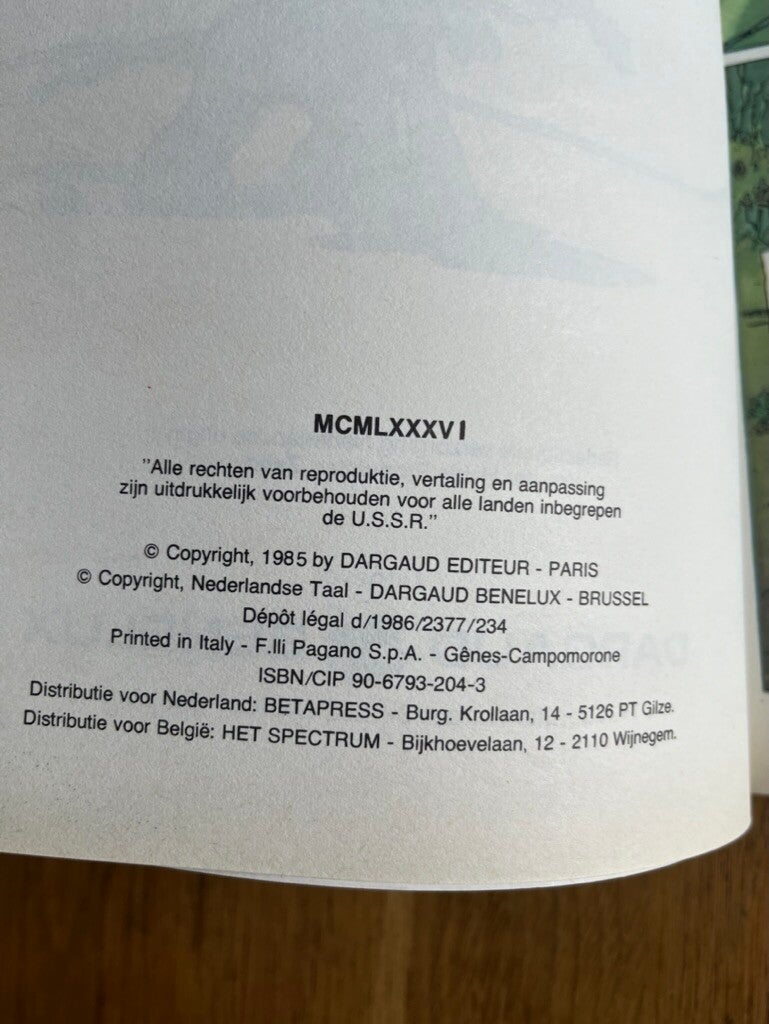 MCMLXXXVI
"Alle rechten van reproduktie, vertaling en aanpassing
zijn uitdrukkelijk voorbehouden voor alle landen inbegrepen
de U.S.S.R."
© Copyright, 1985 by DARGAUD EDITEUR - PARIS
© Copyright, Nederlandse Taal - DARGAUD BENELUX - BRUSSEL
Dépôt légal d/1986/2377/234
Printed in Italy - F.lli Pagano S.p.A. - Gênes-Campomorone
ISBN/CIP 90-6793-204-3
Distributie voor Nederland: BETAPRESS - Burg. Krollaan, 14 - 5126 PT Gilze.
Distributie voor België: HET SPECTRUM - Bijkhoevelaan, 12 - 2110 Wijnegem.